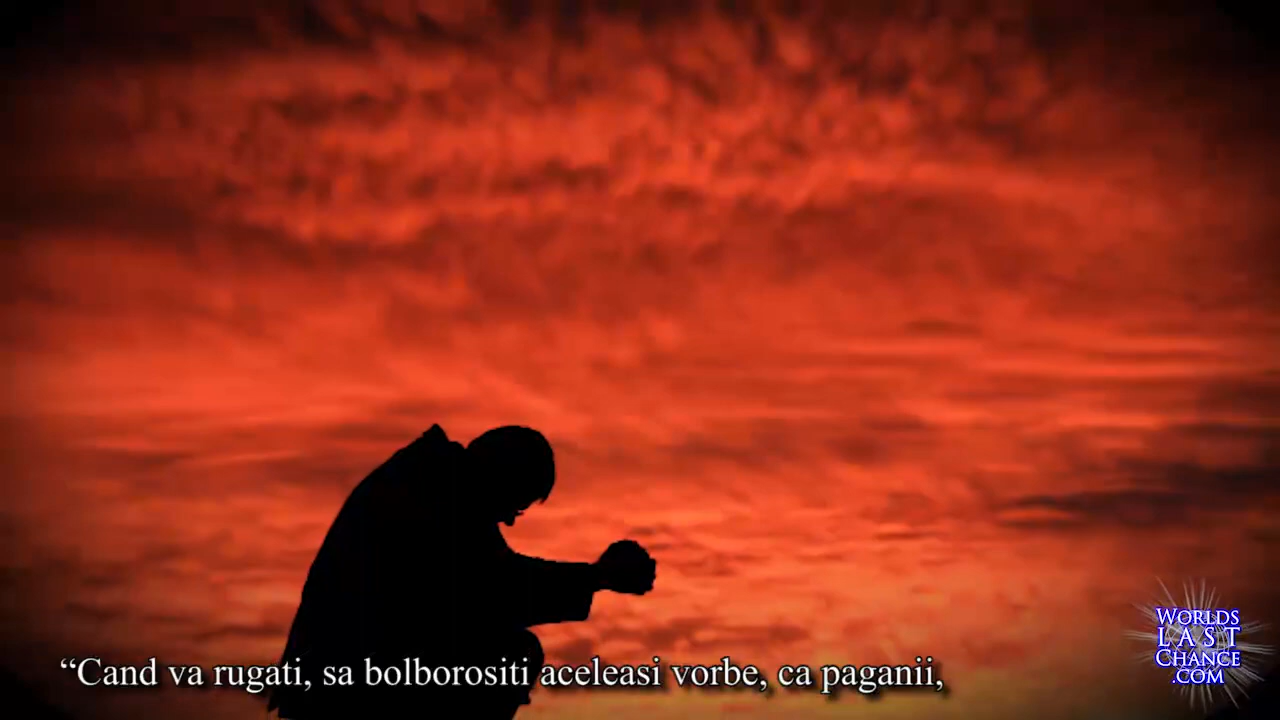 “Cand va rugati, sa bolborositi aceleasi vorbe, ca paganii,
WORLDS
LAST
CHANCE
.COM